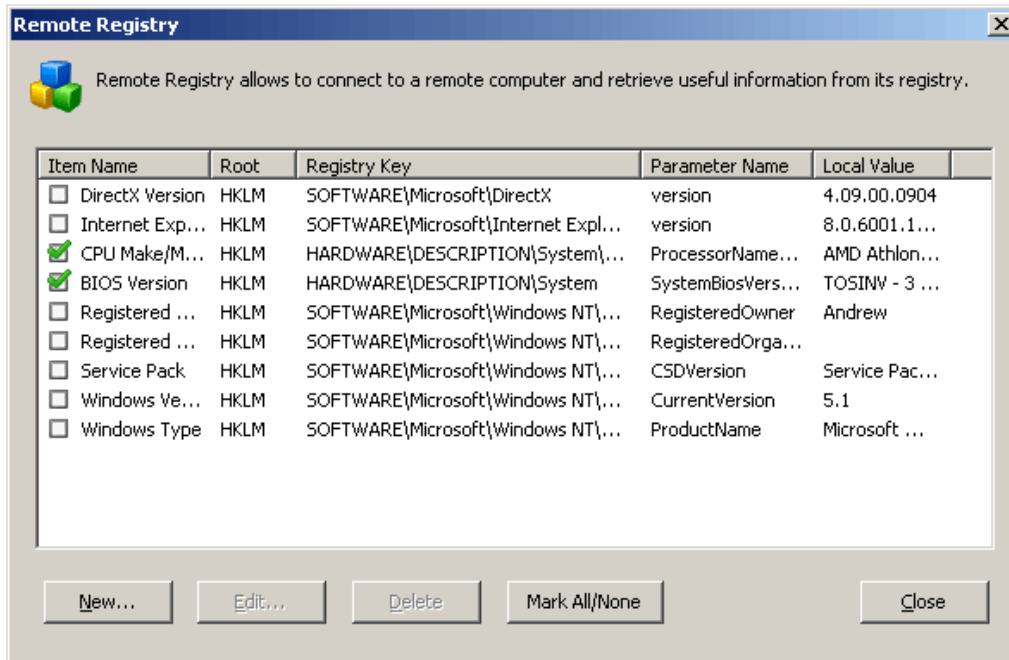 Remote Registry
Remote Registry allows to connect to a remote computer and retrieve useful information from its registry.
Item Name Root Registry Key Parameter Name Local Value
DirectX Version HKLM SOFTWARE\Microsoft\DirectX version 4.09.00.0904
Internet Exp... HKLM SOFTWARE\Microsoft\Internet Expl... version 8.0.6001.1...
CPU Make/M... HKLM HARDWARE\DESCRIPTION\System\... ProcessorName... AMD Athlon...
BIOS Version HKLM HARDWARE\DESCRIPTION\System SystemBiosVers... TOSINV - 3 ...
Registered ... HKLM SOFTWARE\Microsoft\Windows NT\... RegisteredOwner Andrew
Registered ... HKLM SOFTWARE\Microsoft\Windows NT\... RegisteredOrga...
Service Pack HKLM SOFTWARE\Microsoft\Windows NT\... CSDVersion Service Pac...
Windows Ve... HKLM SOFTWARE\Microsoft\Windows NT\... CurrentVersion 5.1
Windows Type HKLM SOFTWARE\Microsoft\Windows NT\... ProductName Microsoft ...
New... Edit... Delete Mark All/None Close